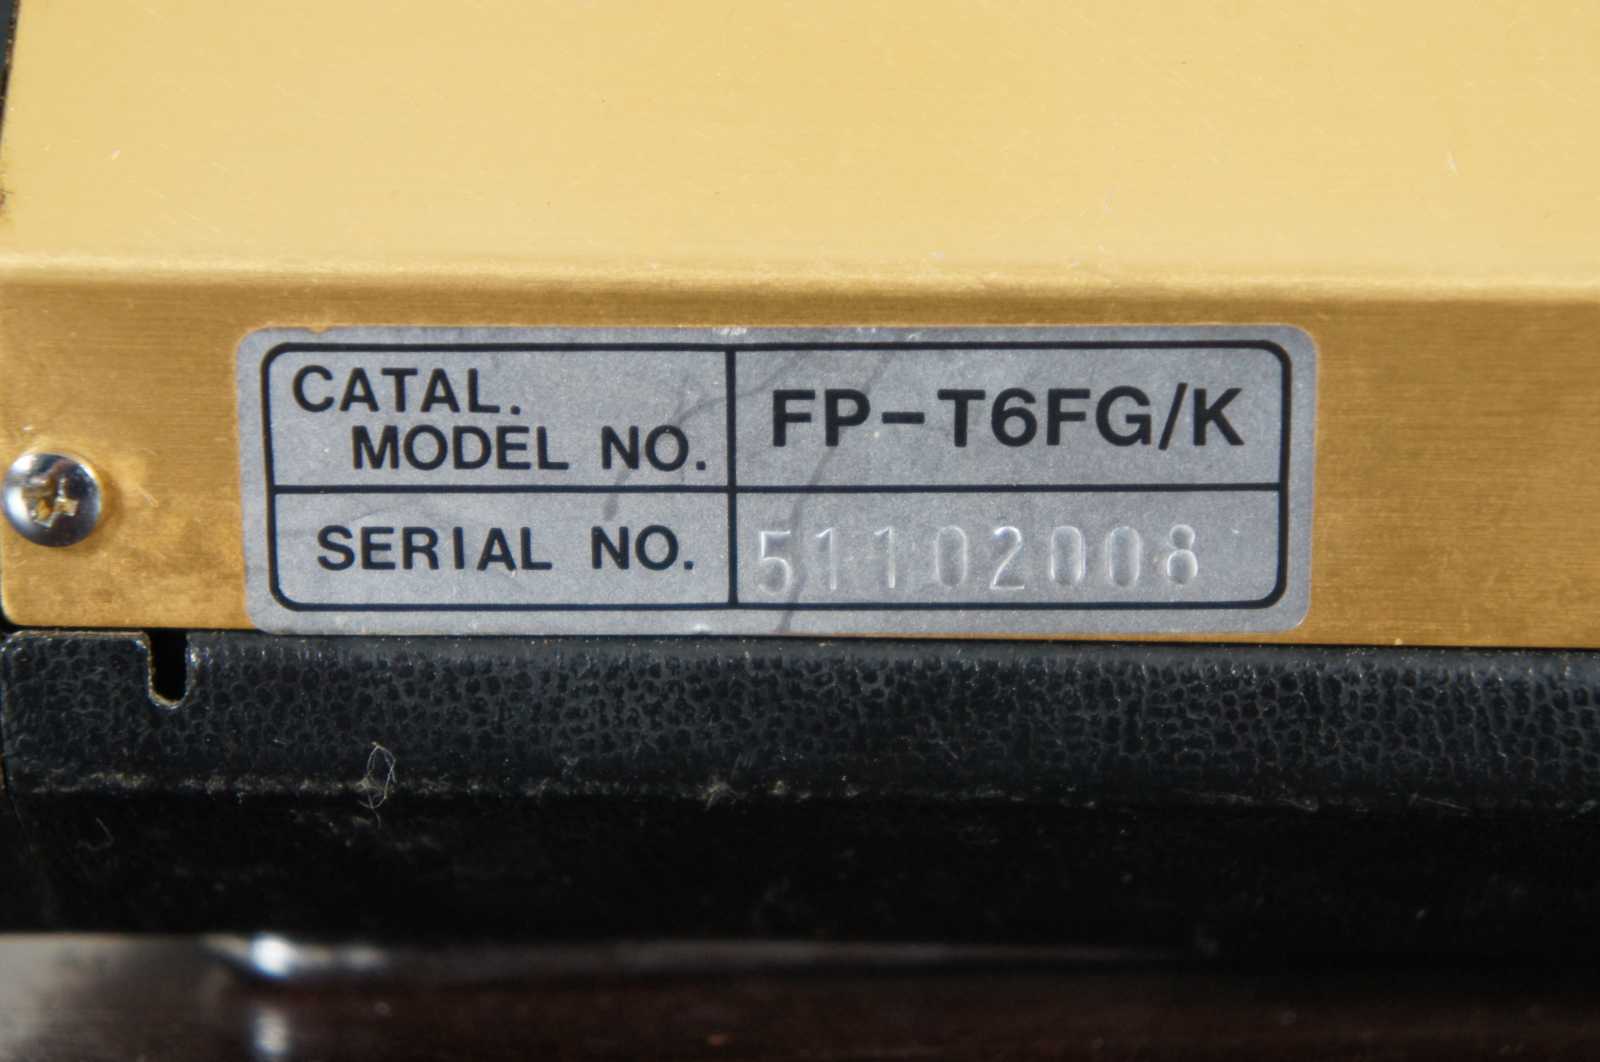 CATAL.
MODEL NO.
FP-T6FG/K
SERIAL NO.
51102008